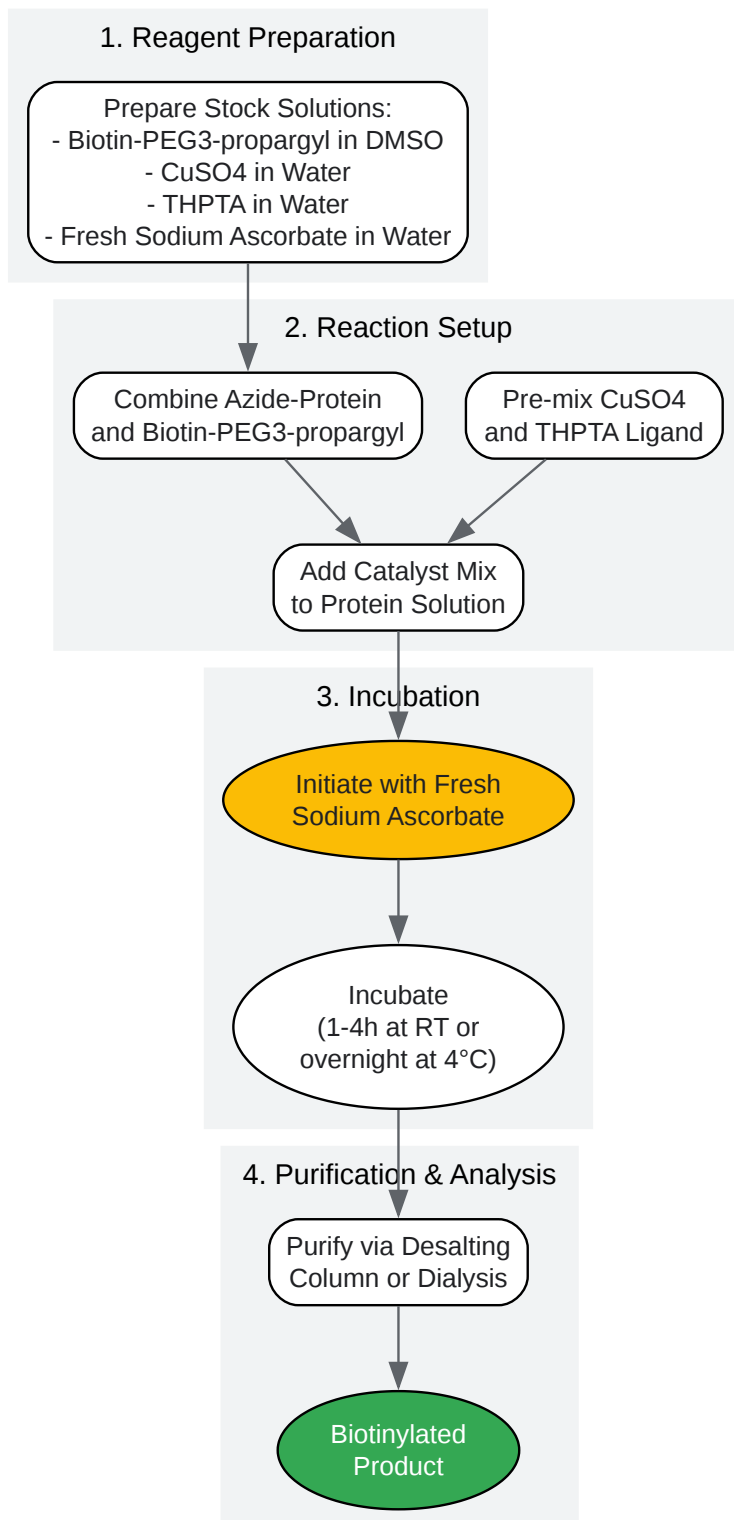 1. Reagent Preparation
Prepare Stock Solutions:
- Biotin-PEG3-propargyl in DMSO
- CuSO4 in Water
- THPTA in Water
- Fresh Sodium Ascorbate in Water
2. Reaction Setup
Combine Azide-Protein
and Biotin-PEG3-propargyl
Pre-mix CuSO4
and THPTA Ligand
Add Catalyst Mix
to Protein Solution
3. Incubation
Initiate with Fresh
Sodium Ascorbate
Incubate
(1-4h at RT or
overnight at 4°C)
4. Purification & Analysis
Purify via Desalting
Column or Dialysis
Biotinylated
Product